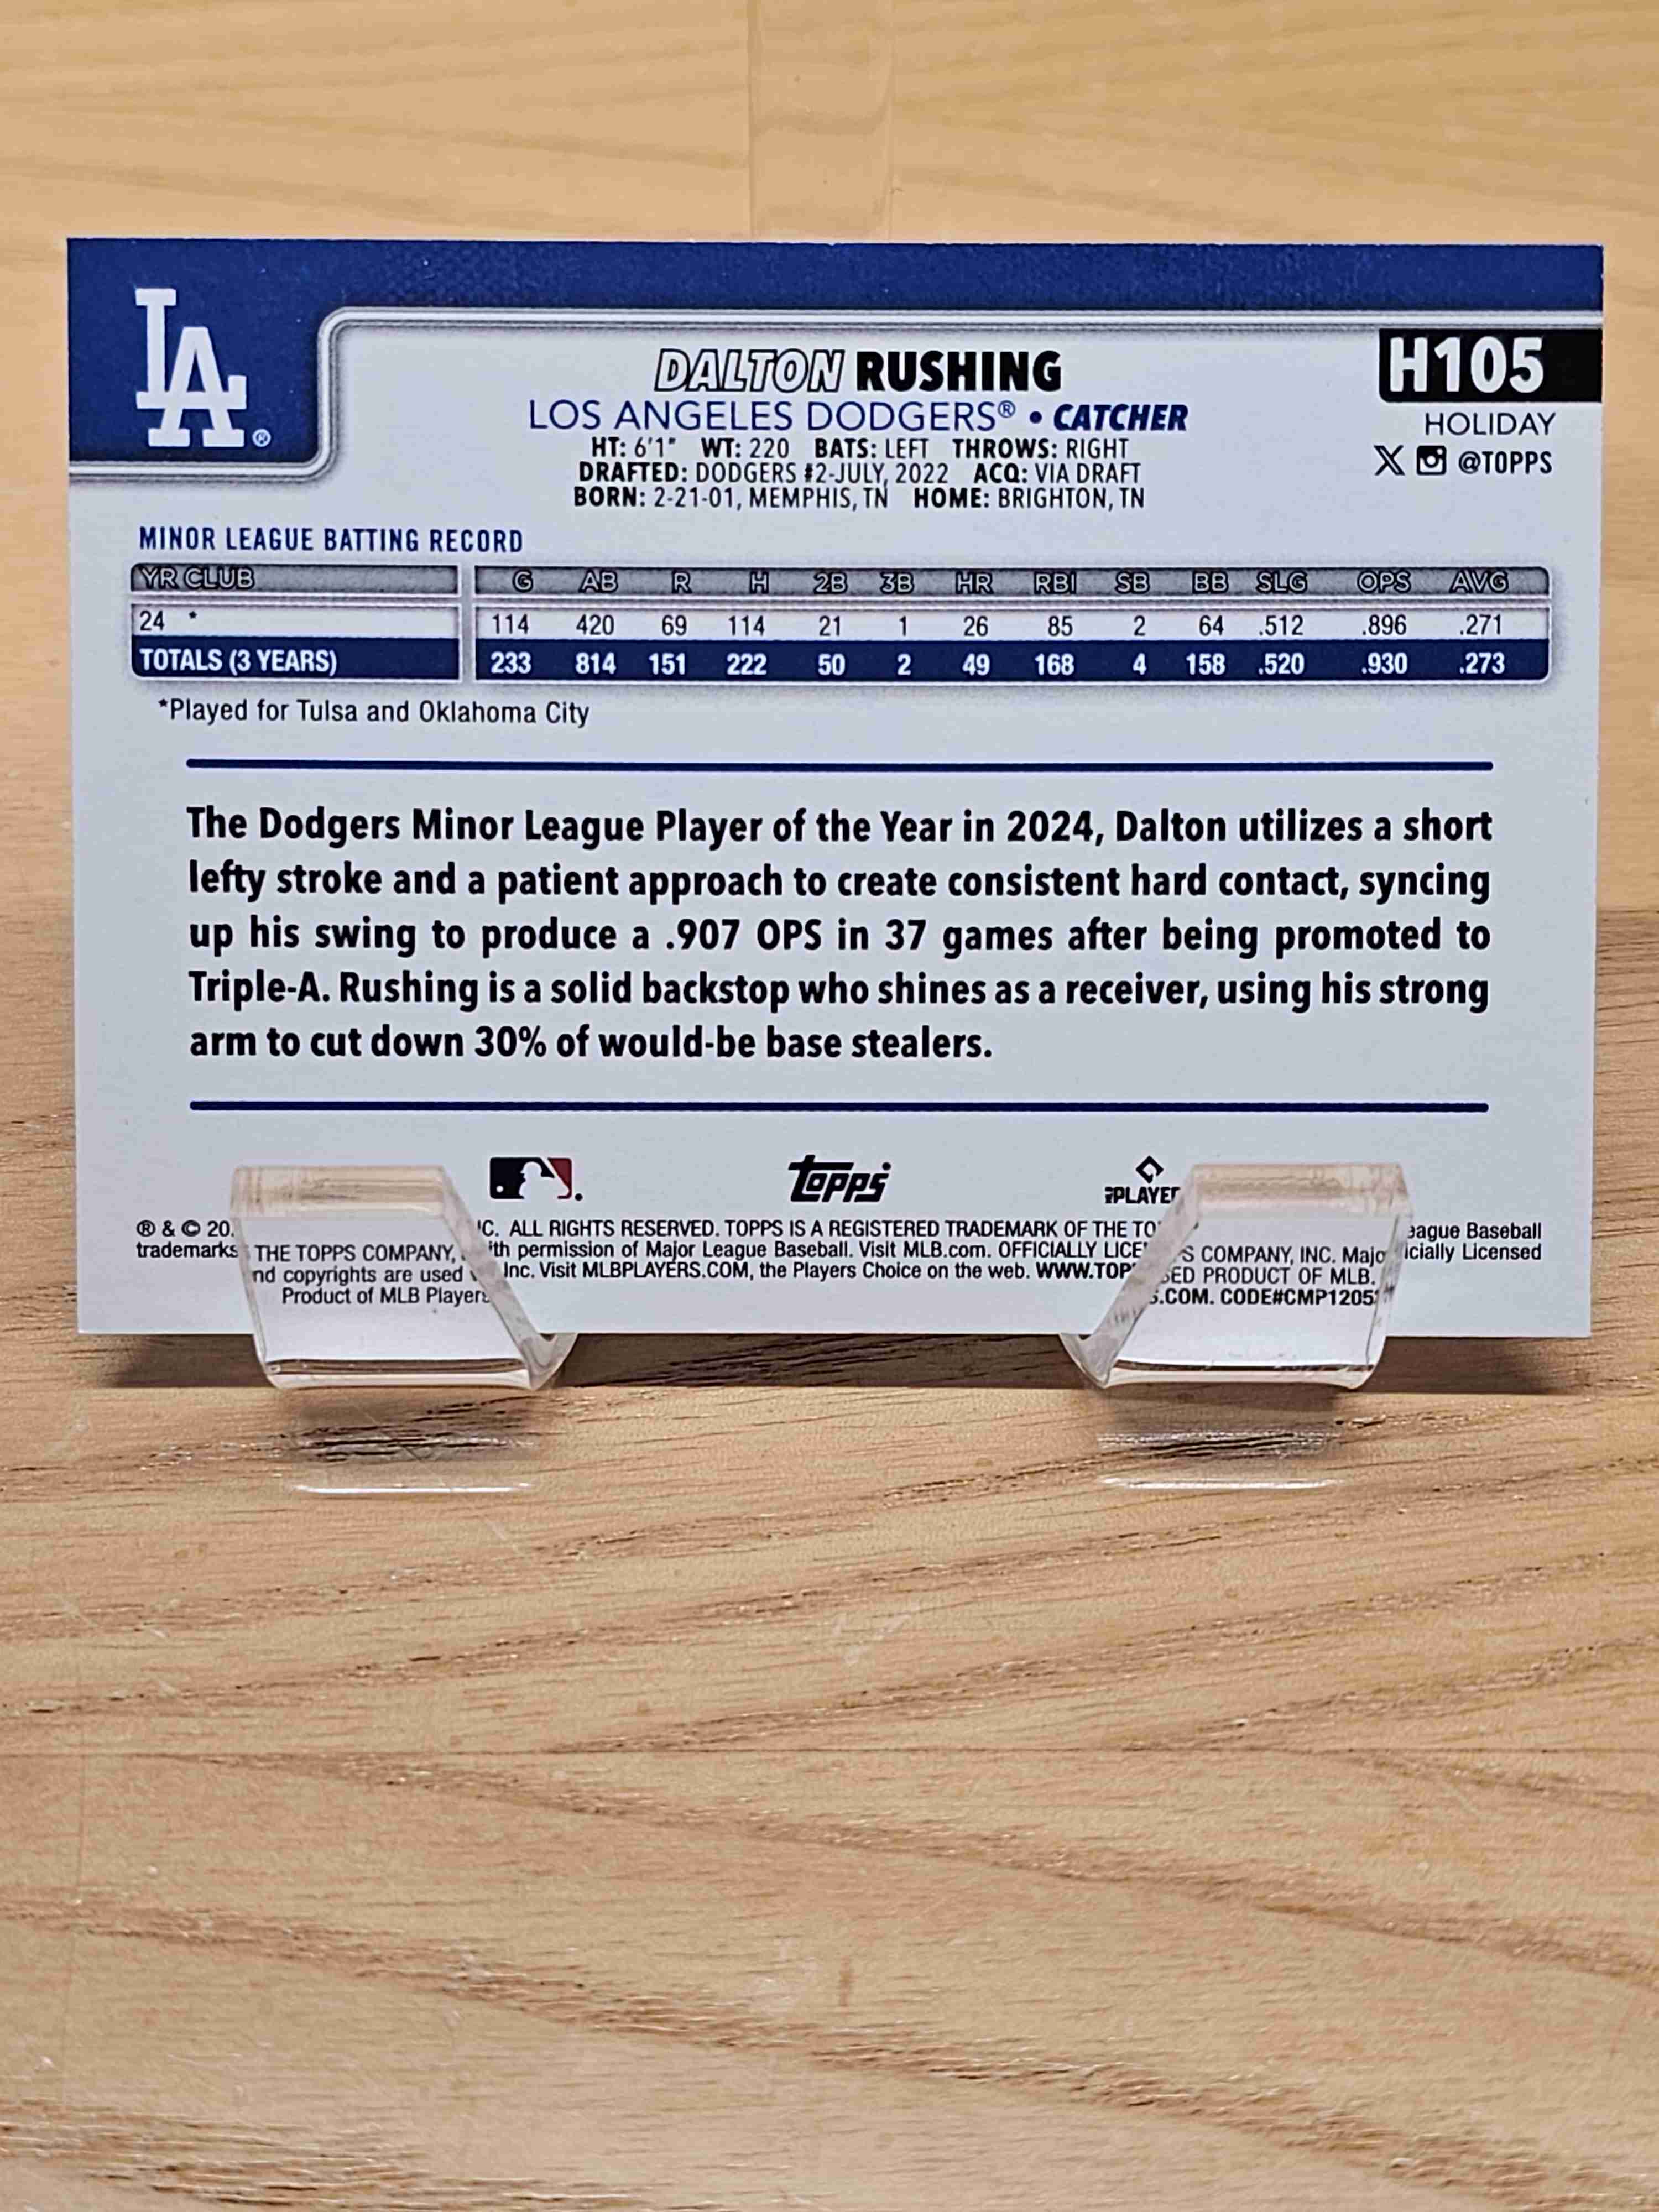 LA®
DALTON RUSHING
H105
LOS ANGELES DODGERS® • CATCHER
HOLIDAY
HT: 6'1" WT: 220 BATS: LEFT THROWS: RIGHT
@TOPPS
DRAFTED: DODGERS #2-JULY, 2022 ACQ: VIA DRAFT
BORN: 2-21-01, MEMPHIS, TN HOME: BRIGHTON, TN
MINOR LEAGUE BATTING RECORD
YR CLUB G AB R H 2B 3B HR RBI SB BB SLG OPS AVG
24 * 114 420 69 114 21 1 26 85 2 64 .512 .896 .271
TOTALS (3 YEARS) 233 814 151 222 50 2 49 168 4 158 .520 .930 .273
*Played for Tulsa and Oklahoma City
The Dodgers Minor League Player of the Year in 2024, Dalton utilizes a short
lefty stroke and a patient approach to create consistent hard contact, syncing
up his swing to produce a .907 OPS in 37 games after being promoted to
Triple-A. Rushing is a solid backstop who shines as a receiver, using his strong
arm to cut down 30% of would-be base stealers.
topps
® & © THE TOPPS COMPANY, ALL RIGHTS RESERVED. TOPPS IS A REGISTERED TRADEMARK OF THE COMPANY, INC. Baseball
trademarks and copyrights are used with permission of Major League Baseball. Visit MLB.com. OFFICIALLY PRODUCT OF MLB. Licensed
Product of MLB Inc. Visit MLBPLAYERS.COM, the Players Choice on the web.